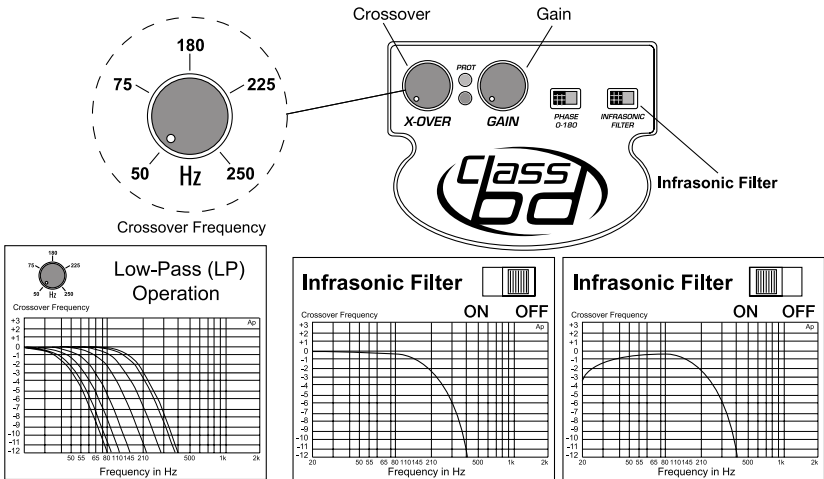 Crossover Gain
180
75 225
50 Hz 250
Crossover Frequency
PROT
X-OVER GAIN
PHASE
0-180
INFRASONIC
FILTER
Class
bd
Infrasonic Filter
180
75 225
50 Hz 250
Low-Pass (LP)
Operation
Crossover Frequency
Ap
+3
+2
+1
0
-1
-2
-3
-4
-5
-6
-7
-8
-9
-10
-11
-12
50 55 65 80 110 145 210 500 1k 2k
Frequency in Hz
Infrasonic Filter
ON OFF
Crossover Frequency
Ap
+3
+2
+1
0
-1
-2
-3
-4
-5
-6
-7
-8
-9
-10
-11
-12
20 50 55 65 80 110 145 210 500 1k 2k
Frequency in Hz
Infrasonic Filter
ON OFF
Crossover Frequency
Ap
+3
+2
+1
0
-1
-2
-3
-4
-5
-6
-7
-8
-9
-10
-11
-12
20 50 55 65 80 110 145 210 500 1k 2k
Frequency in Hz